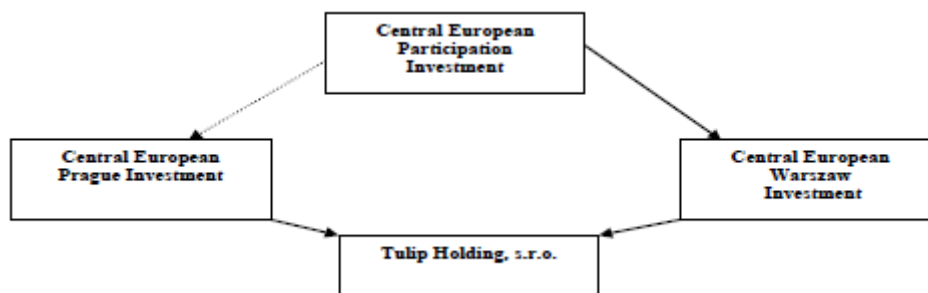 Central European
Participation
Investment
Central European
Prague Investment
Central European
Warszaw
Investment
Tulip Holding, s.r.o.